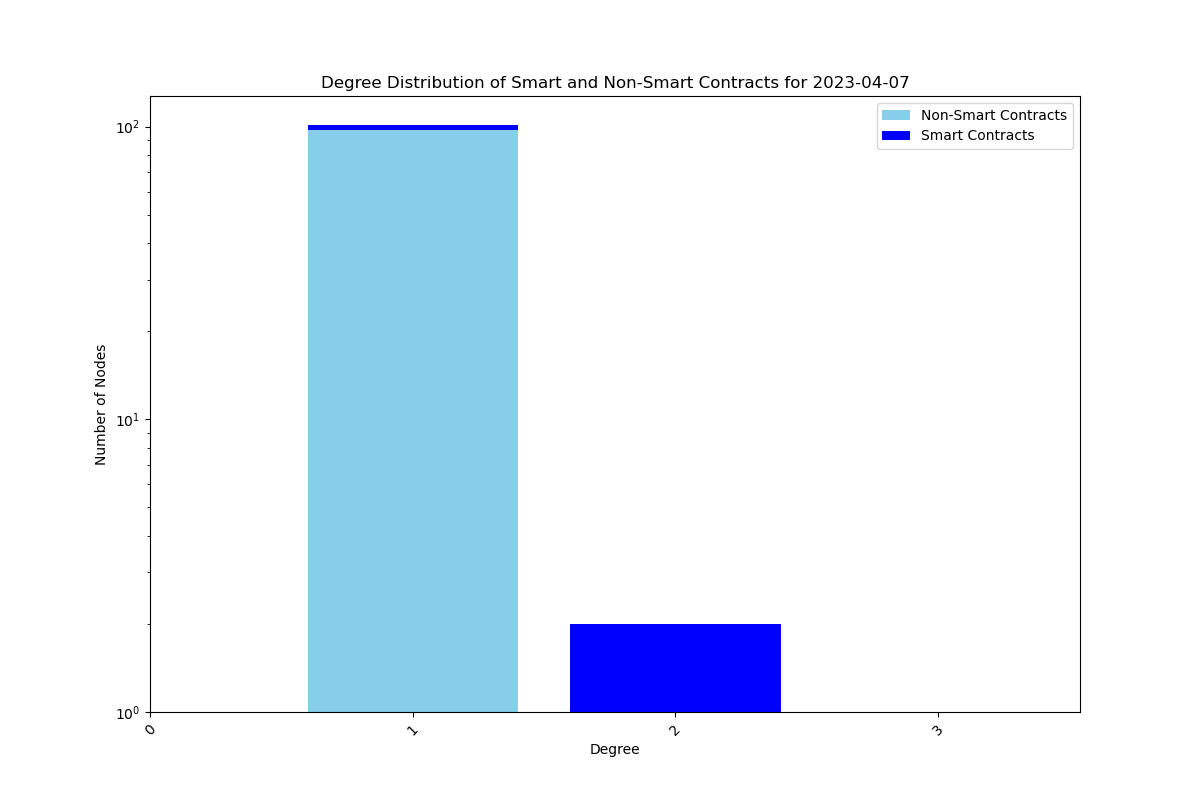 Degree Distribution of Smart and Non-Smart Contracts for 2023-04-07
Non-Smart Contracts
Smart Contracts
Number of Nodes
10²
10¹
10⁰
0
1
2
3
Degree